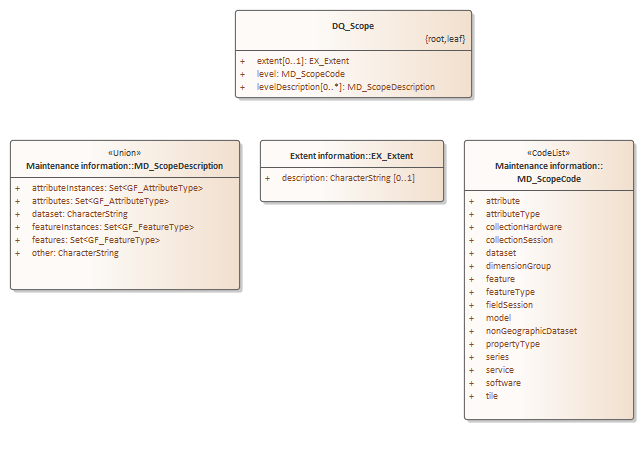 DQ_Scope
{root,leaf}
+ extent[0..1]: EX_Extent
+ level: MD_ScopeCode
+ levelDescription[0..*]: MD_ScopeDescription
«Union»
Maintenance information::MD_ScopeDescription
+ attributeInstances: Set<GF_AttributeType>
+ attributes: Set<GF_AttributeType>
+ dataset: CharacterString
+ featureInstances: Set<GF_FeatureType>
+ features: Set<GF_FeatureType>
+ other: CharacterString
Extent information::EX_Extent
+ description: CharacterString [0..1]
«CodeList»
Maintenance information::
MD_ScopeCode
+ attribute
+ attributeType
+ collectionHardware
+ collectionSession
+ dataset
+ dimensionGroup
+ feature
+ featureType
+ fieldSession
+ model
+ nonGeographicDataset
+ propertyType
+ series
+ service
+ software
+ tile